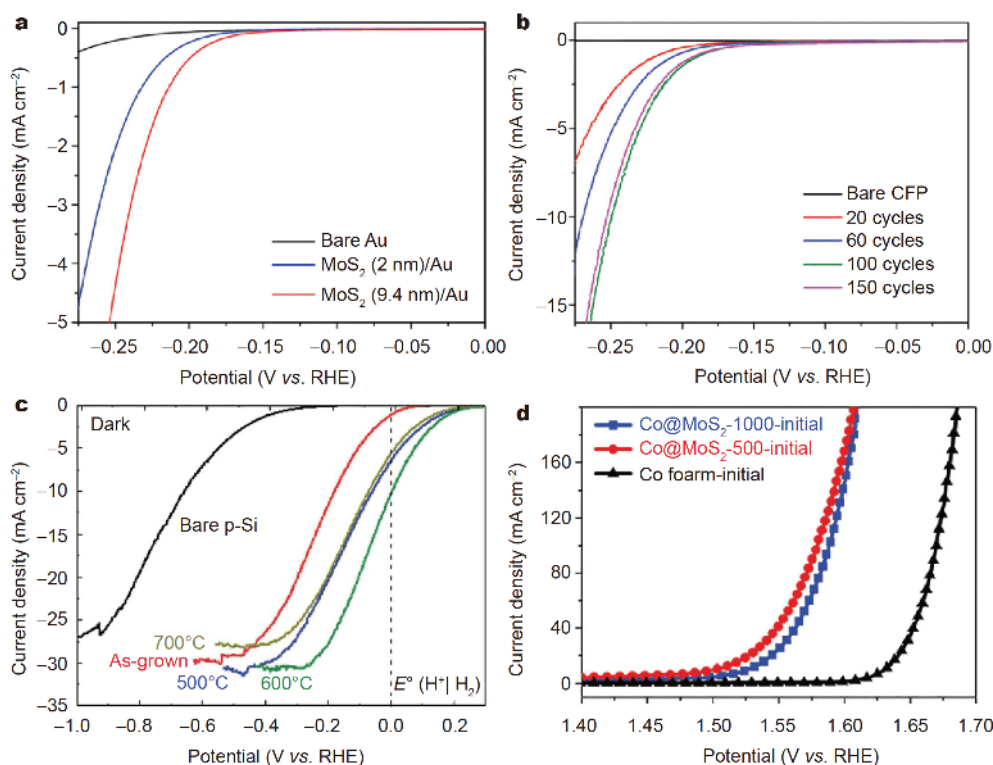 a
0
−1
−2
−3
−4
−5
Current density (mA cm−2)
Bare Au
MoS2 (2 nm)/Au
MoS2 (9.4 nm)/Au
−0.25 −0.20 −0.15 −0.10 −0.05 0.00
Potential (V vs. RHE)
b
0
−5
−10
−15
Current density (mA cm−2)
Bare CFP
20 cycles
60 cycles
100 cycles
150 cycles
−0.25 −0.20 −0.15 −0.10 −0.05 0.00
Potential (V vs. RHE)
c
0
−5
−10
−15
−20
−25
−30
−35
Current density (mA cm−2)
Dark
Bare p-Si
700°C
As-grown
500°C
600°C
E° (H+| H2)
−1.0 −0.8 −0.6 −0.4 −0.2 0.0 0.2
Potential (V vs. RHE)
d
160
120
80
40
0
Current density (mA cm−2)
Co@MoS2-1000-initial
Co@MoS2-500-initial
Co foarm-initial
1.40 1.45 1.50 1.55 1.60 1.65 1.70
Potential (V vs. RHE)